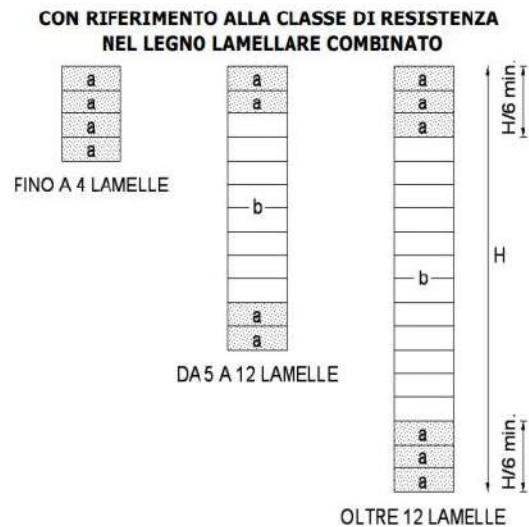 CON RIFERIMENTO ALLA CLASSE DI RESISTENZA
NEL LEGNO LAMELLARE COMBINATO
a
a
a
a
FINO A 4 LAMELLE
a
a
b
a
a
DA 5 A 12 LAMELLE
a
a
a
b
a
a
a
OLTRE 12 LAMELLE
H/6 min.
H
H/6 min.